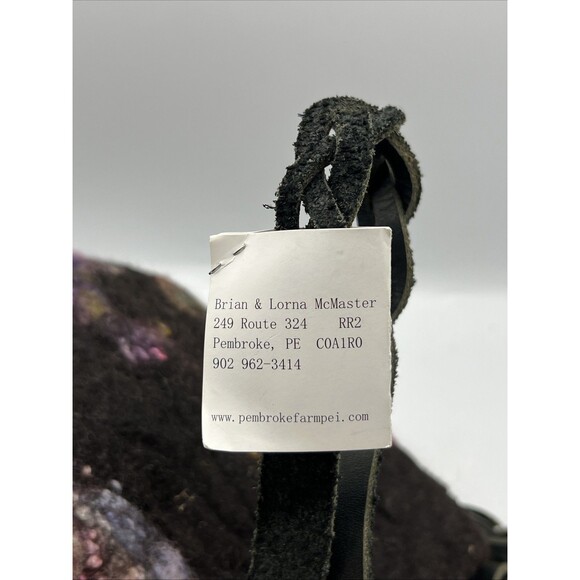 Brian & Lorna McMaster
249 Route 324 RR2
Pembroke, PE C0A1R0
902 962-3414
www.pembrokefarmpei.com